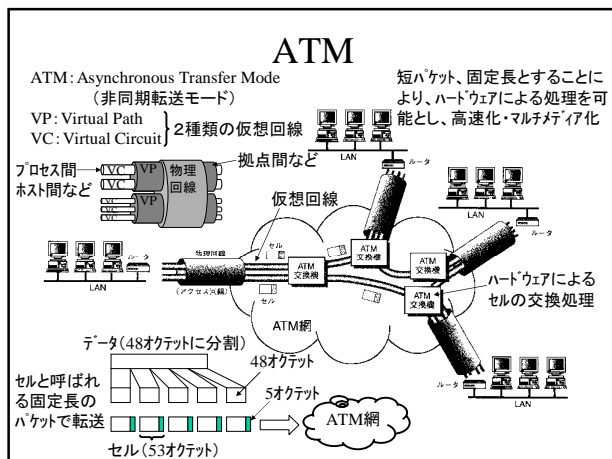 ATM
ATM：Asynchronous Transfer Mode
（非同期転送モード）
VP：Virtual Path
VC：Virtual Circuit
2種類の仮想回線
短パケット、固定長とすることに
より、ハードウェアによる処理を可
能とし、高速化・マルチメディア化
プロセス間
ホスト間など
VC
VC
VP
VP
物理
回線
拠点間など
仮想回線
LAN
ルータ
LAN
ルータ
LAN
ルータ
物理回線
(アクセス回線)
セル
セル
ATM
交換機
ATM
交換機
ATM
交換機
ATM
交換機
ATM網
ハードウェアによる
セルの交換処理
ルータ
LAN
データ（48オクテットに分割）
48オクテット
セルと呼ばれ
る固定長の
パケットで転送
5オクテット
セル（53オクテット）
ATM網